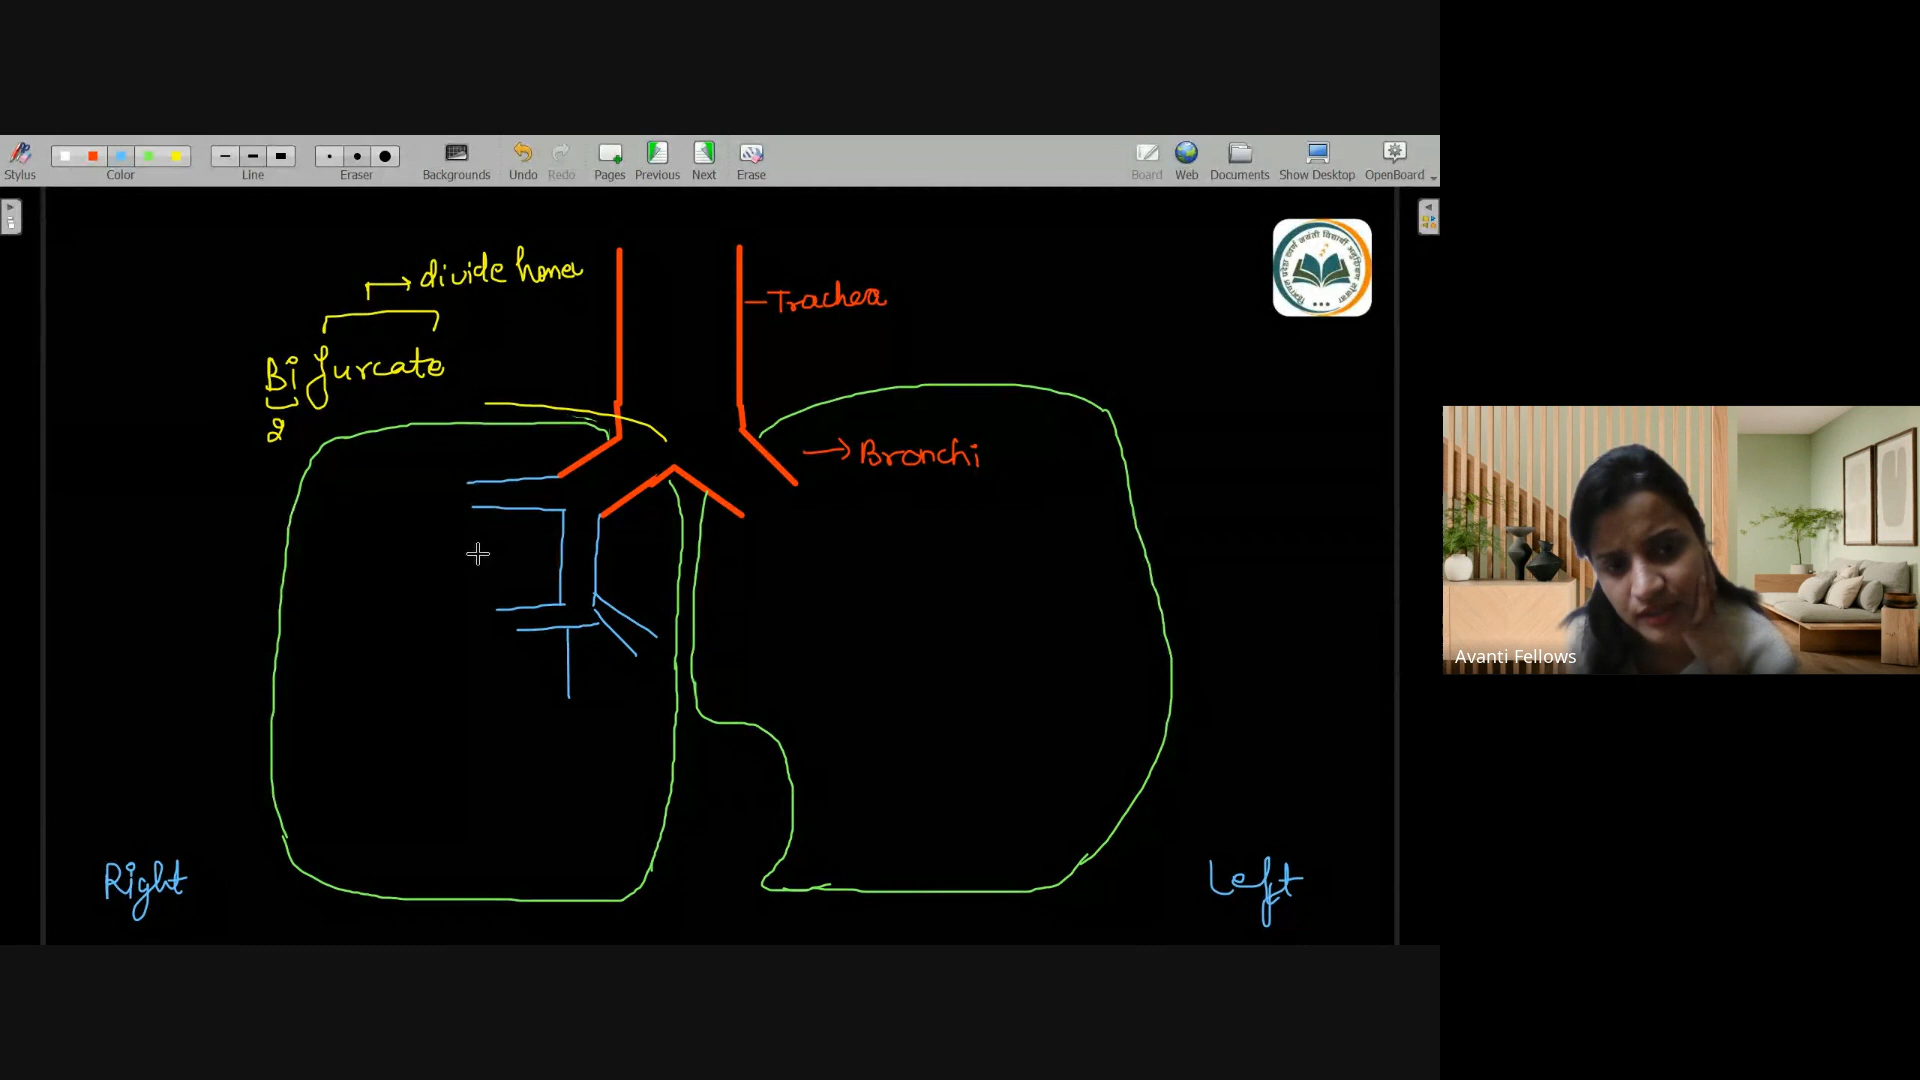 Stylus
Color
Line
Eraser
Backgrounds
Undo
Redo
Pages
Previous
Next
Erase
Board
Web
Documents
Show Desktop
OpenBoard
divide hona
Trachea
Bifurcate
2
Bronchi
Right
Left
Avanti Fellows